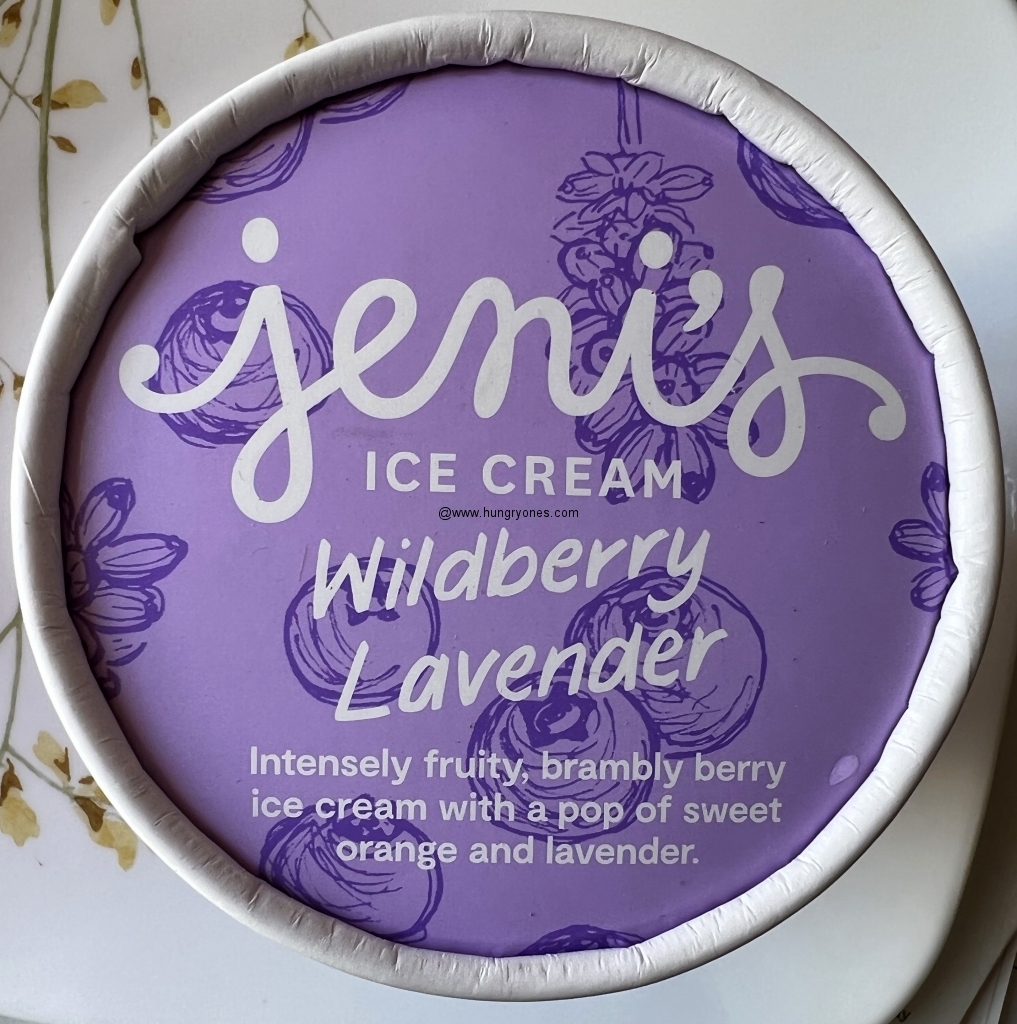 jeni's
ICE CREAM
@www.hungryones.com
Wildberry
Lavender
Intensely fruity, brambly berry
ice cream with a pop of sweet
orange and lavender.